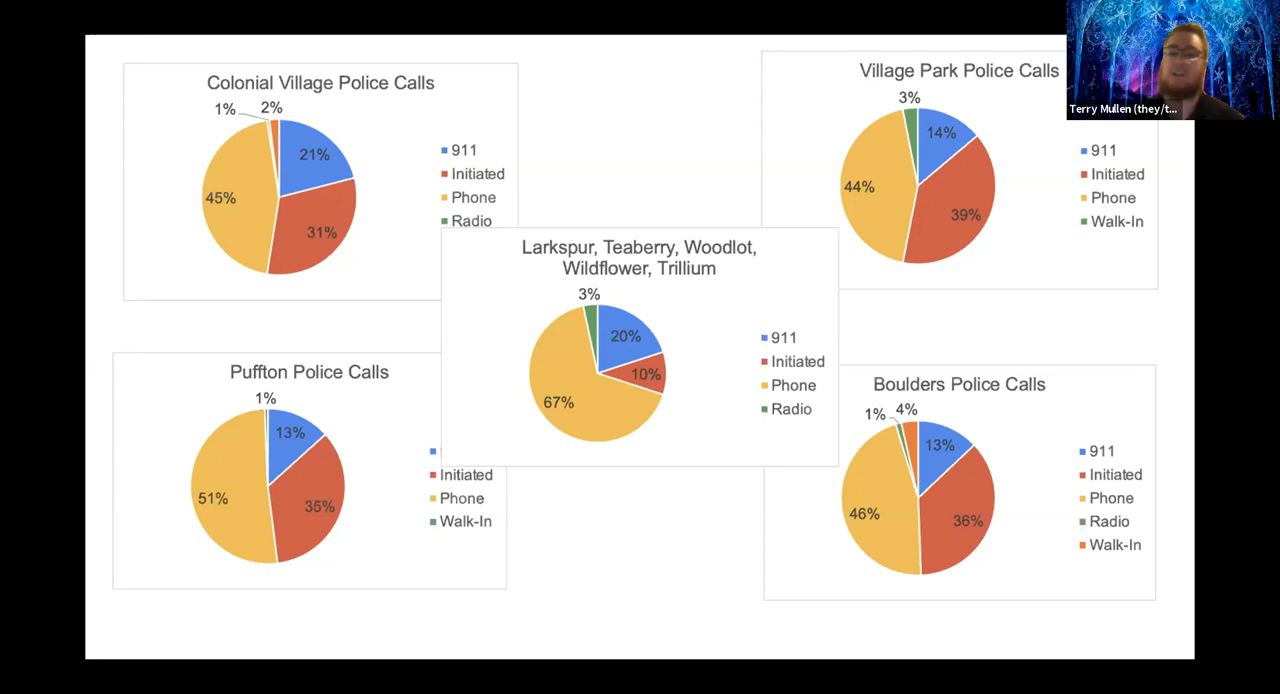 Colonial Village Police Calls
1%
2%
21%
45%
31%
911
Initiated
Phone
Radio
Village Park Police Calls
3%
14%
44%
39%
911
Initiated
Phone
Walk-In
Terry Mullen (they/t...
Larkspur, Teaberry, Woodlot,
Wildflower, Trillium
3%
20%
10%
67%
911
Initiated
Phone
Radio
Puffton Police Calls
1%
13%
51%
35%
Initiated
Phone
Walk-In
Boulders Police Calls
1%
4%
13%
46%
36%
911
Initiated
Phone
Radio
Walk-In